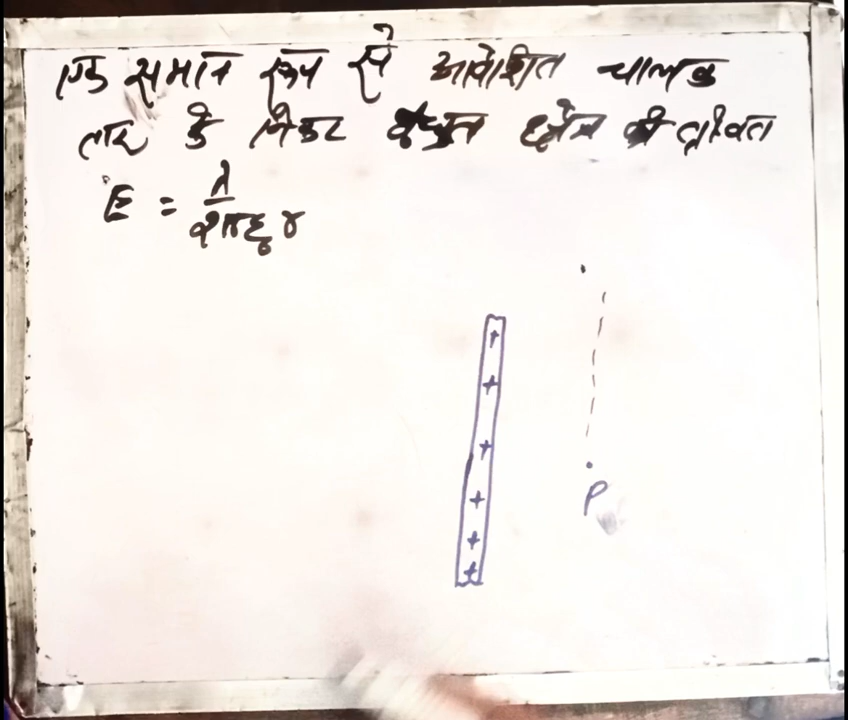 एक समान रूप से आवेशित चालक
तार के निकट वैद्युत क्षेत्र की तीव्रता
E = λ / 2πε₀r
+
+
+
+
+
+
P